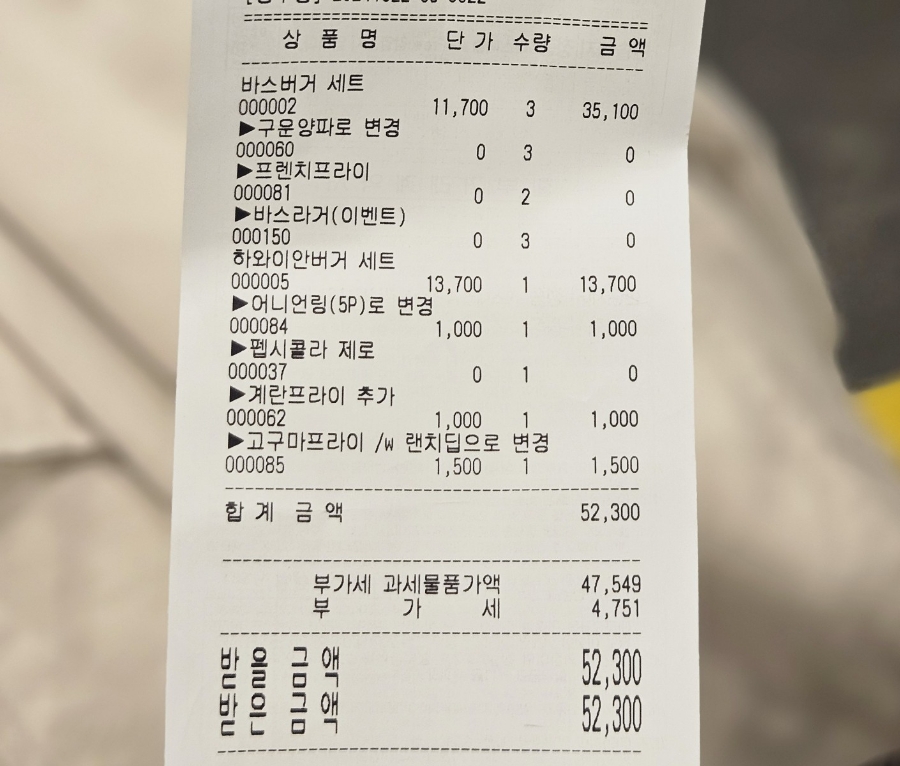 상 품 명 단 가 수량 금 액
바스버거 세트
000002 11,700 3 35,100
▶구운양파로 변경
000060 0 3 0
▶프렌치프라이
000081 0 2 0
▶바스라거(이벤트)
000150 0 3 0
하와이안버거 세트
000005 13,700 1 13,700
▶어니언링(5P)로 변경
000084 1,000 1 1,000
▶펩시콜라 제로
000037 0 1 0
▶계란프라이 추가
000062 1,000 1 1,000
▶고구마프라이 /W 랜치딥으로 변경
000085 1,500 1 1,500
합 계 금 액 52,300
부가세 과세물품가액 47,549
부 가 세 4,751
받 을 금 액 52,300
받 은 금 액 52,300